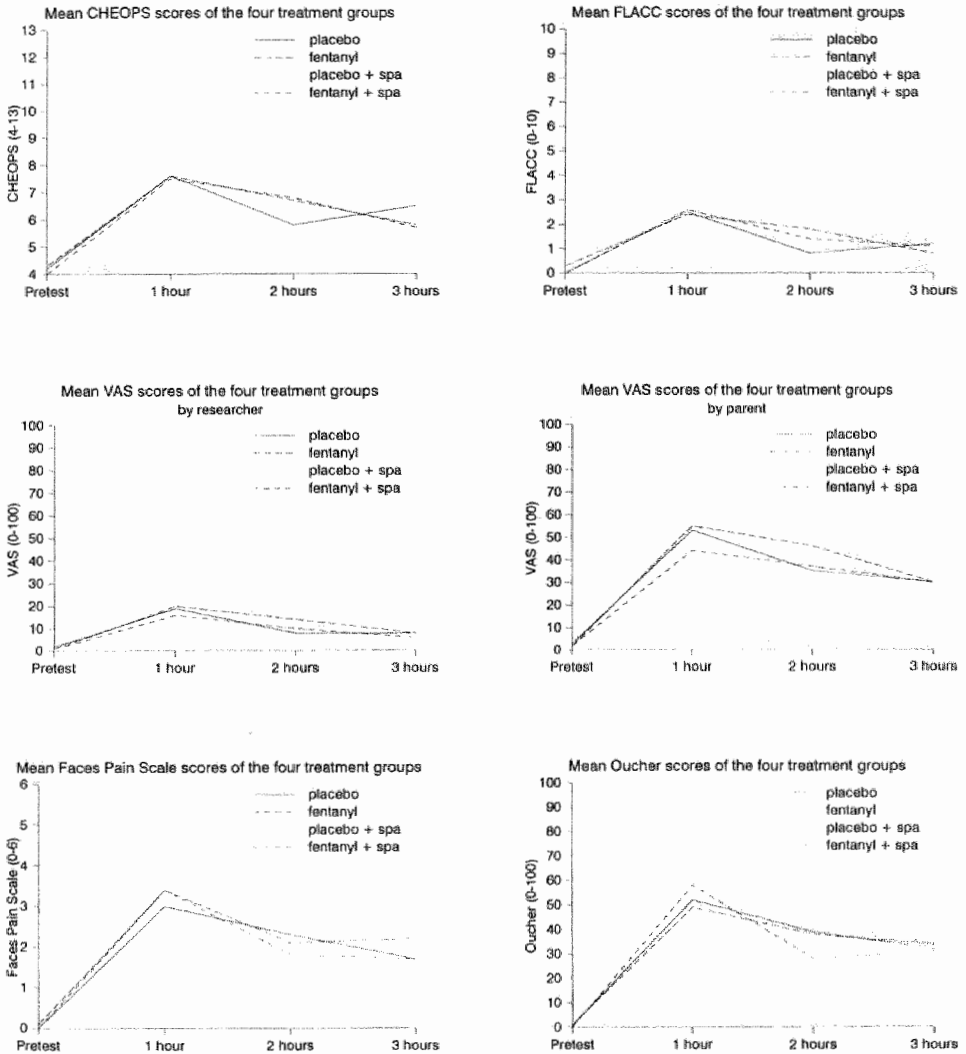 Mean CHEOPS scores of the four treatment groups
13
12
11
10
9
8
7
6
5
4
CHEOPS (4-13)
placebo
fentanyl
placebo + spa
fentanyl + spa
Pretest 1 hour 2 hours 3 hours
Mean FLACC scores of the four treatment groups
10
9
8
7
6
5
4
3
2
1
0
FLACC (0-10)
placebo
fentanyl
placebo + spa
fentanyl + spa
Pretest 1 hour 2 hours 3 hours
Mean VAS scores of the four treatment groups
by researcher
100
90
80
70
60
50
40
30
20
10
0
VAS (0-100)
placebo
fentanyl
placebo + spa
fentanyl + spa
Pretest 1 hour 2 hours 3 hours
Mean VAS scores of the four treatment groups
by parent
100
90
80
70
60
50
40
30
20
10
0
VAS (0-100)
placebo
fentanyl
placebo + spa
fentanyl + spa
Pretest 1 hour 2 hours 3 hours
Mean Faces Pain Scale scores of the four treatment groups
6
5
4
3
2
1
0
Faces Pain Scale (0-6)
placebo
fentanyl
placebo + spa
fentanyl + spa
Pretest 1 hour 2 hours 3 hours
Mean Oucher scores of the four treatment groups
100
90
80
70
60
50
40
30
20
10
0
Oucher (0-100)
placebo
fentanyl
placebo + spa
fentanyl + spa
Pretest 1 hour 2 hours 3 hours